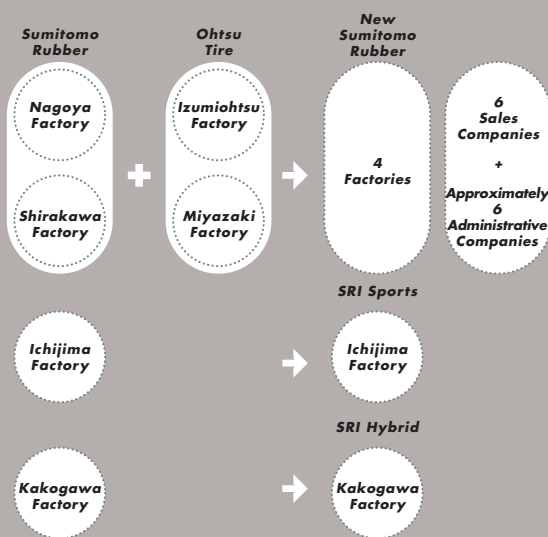 Sumitomo
Rubber
Ohtsu
Tire
New
Sumitomo
Rubber
Nagoya
Factory
Izumiohtsu
Factory
Shirakawa
Factory
Miyazaki
Factory
4
Factories
6
Sales
Companies
+
Approximately
6
Administrative
Companies
SRI Sports
Ichijima
Factory
Ichijima
Factory
SRI Hybrid
Kakogawa
Factory
Kakogawa
Factory